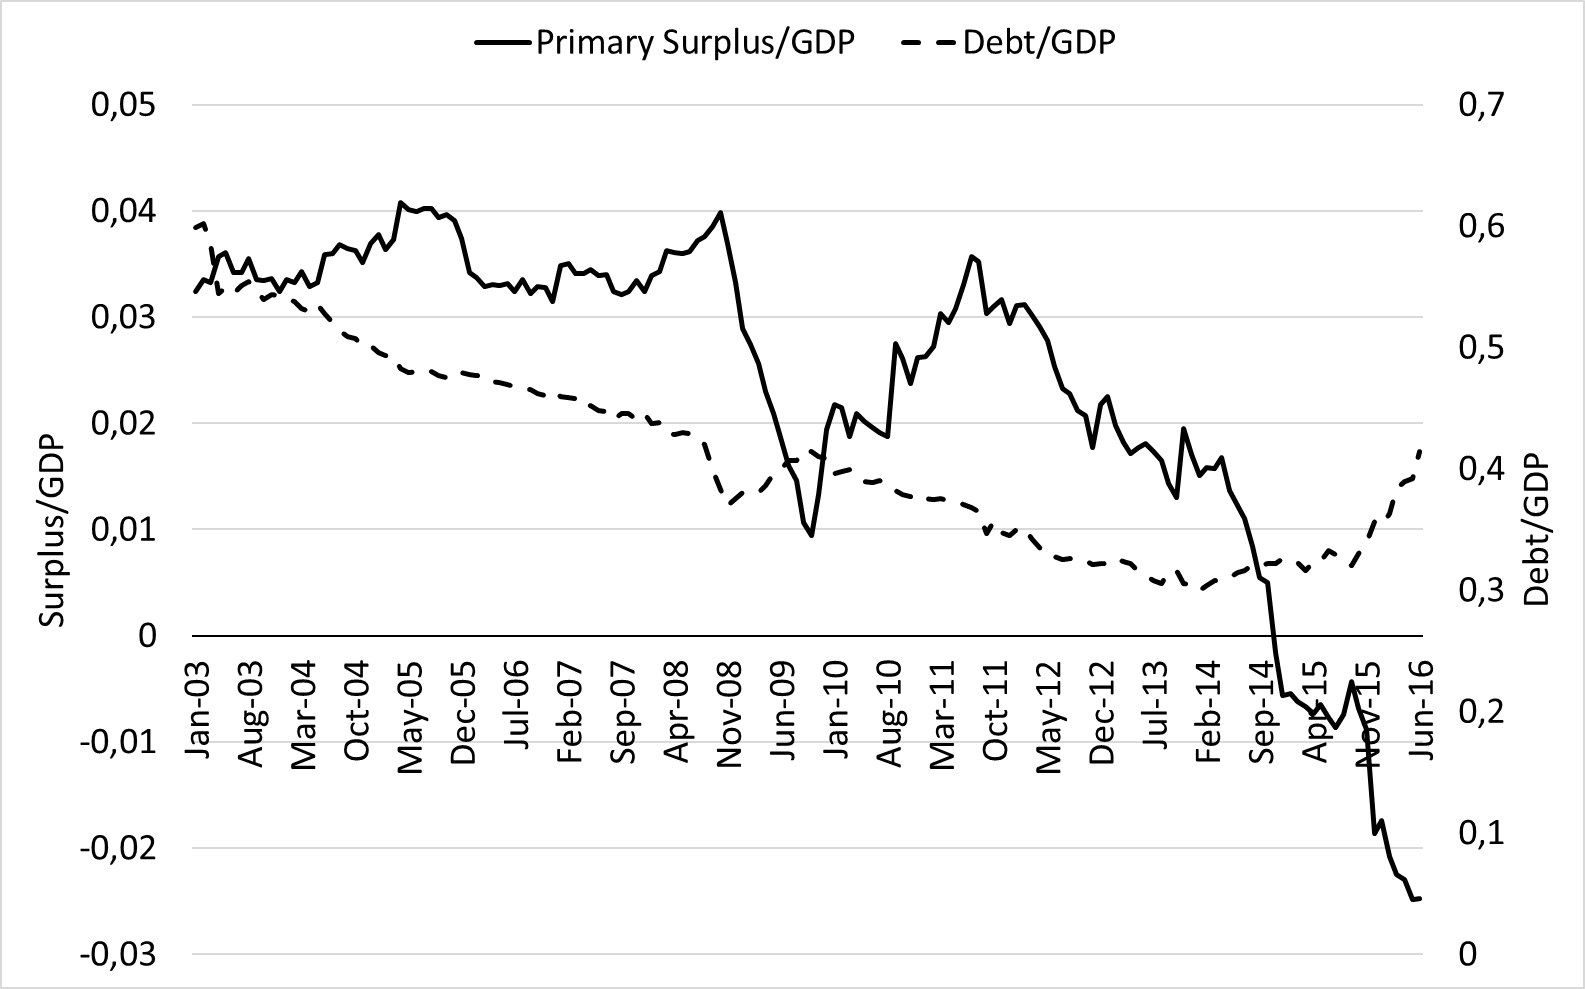 Primary Surplus/GDP Debt/GDP
0,05 0,7
0,04 0,6
0,03 0,5
0,02 0,4
0,01 0,3
0 0,2
-0,01 0,1
-0,02 0
-0,03
Surplus/GDP
Debt/GDP
Jan-03
Aug-03
Mar-04
Oct-04
May-05
Dec-05
Jul-06
Feb-07
Sep-07
Apr-08
Nov-08
Jun-09
Jan-10
Aug-10
Mar-11
Oct-11
May-12
Dec-12
Jul-13
Feb-14
Sep-14
Apr-15
Nov-15
Jun-16